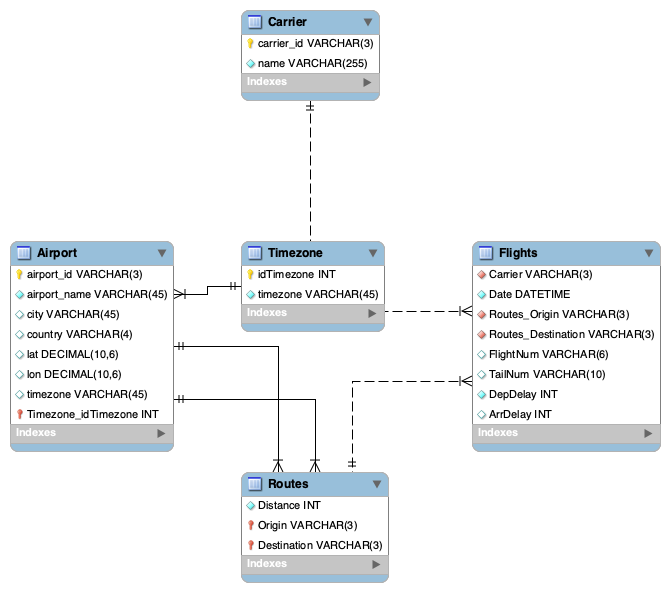 Carrier
carrier_id VARCHAR(3)
name VARCHAR(255)
Indexes
Airport
airport_id VARCHAR(3)
airport_name VARCHAR(45)
city VARCHAR(45)
country VARCHAR(4)
lat DECIMAL(10,6)
lon DECIMAL(10,6)
timezone VARCHAR(45)
Timezone_idTimezone INT
Indexes
Timezone
idTimezone INT
timezone VARCHAR(45)
Indexes
Flights
Carrier VARCHAR(3)
Date DATETIME
Routes_Origin VARCHAR(3)
Routes_Destination VARCHAR(3)
FlightNum VARCHAR(6)
TailNum VARCHAR(10)
DepDelay INT
ArrDelay INT
Indexes
Routes
Distance INT
Origin VARCHAR(3)
Destination VARCHAR(3)
Indexes